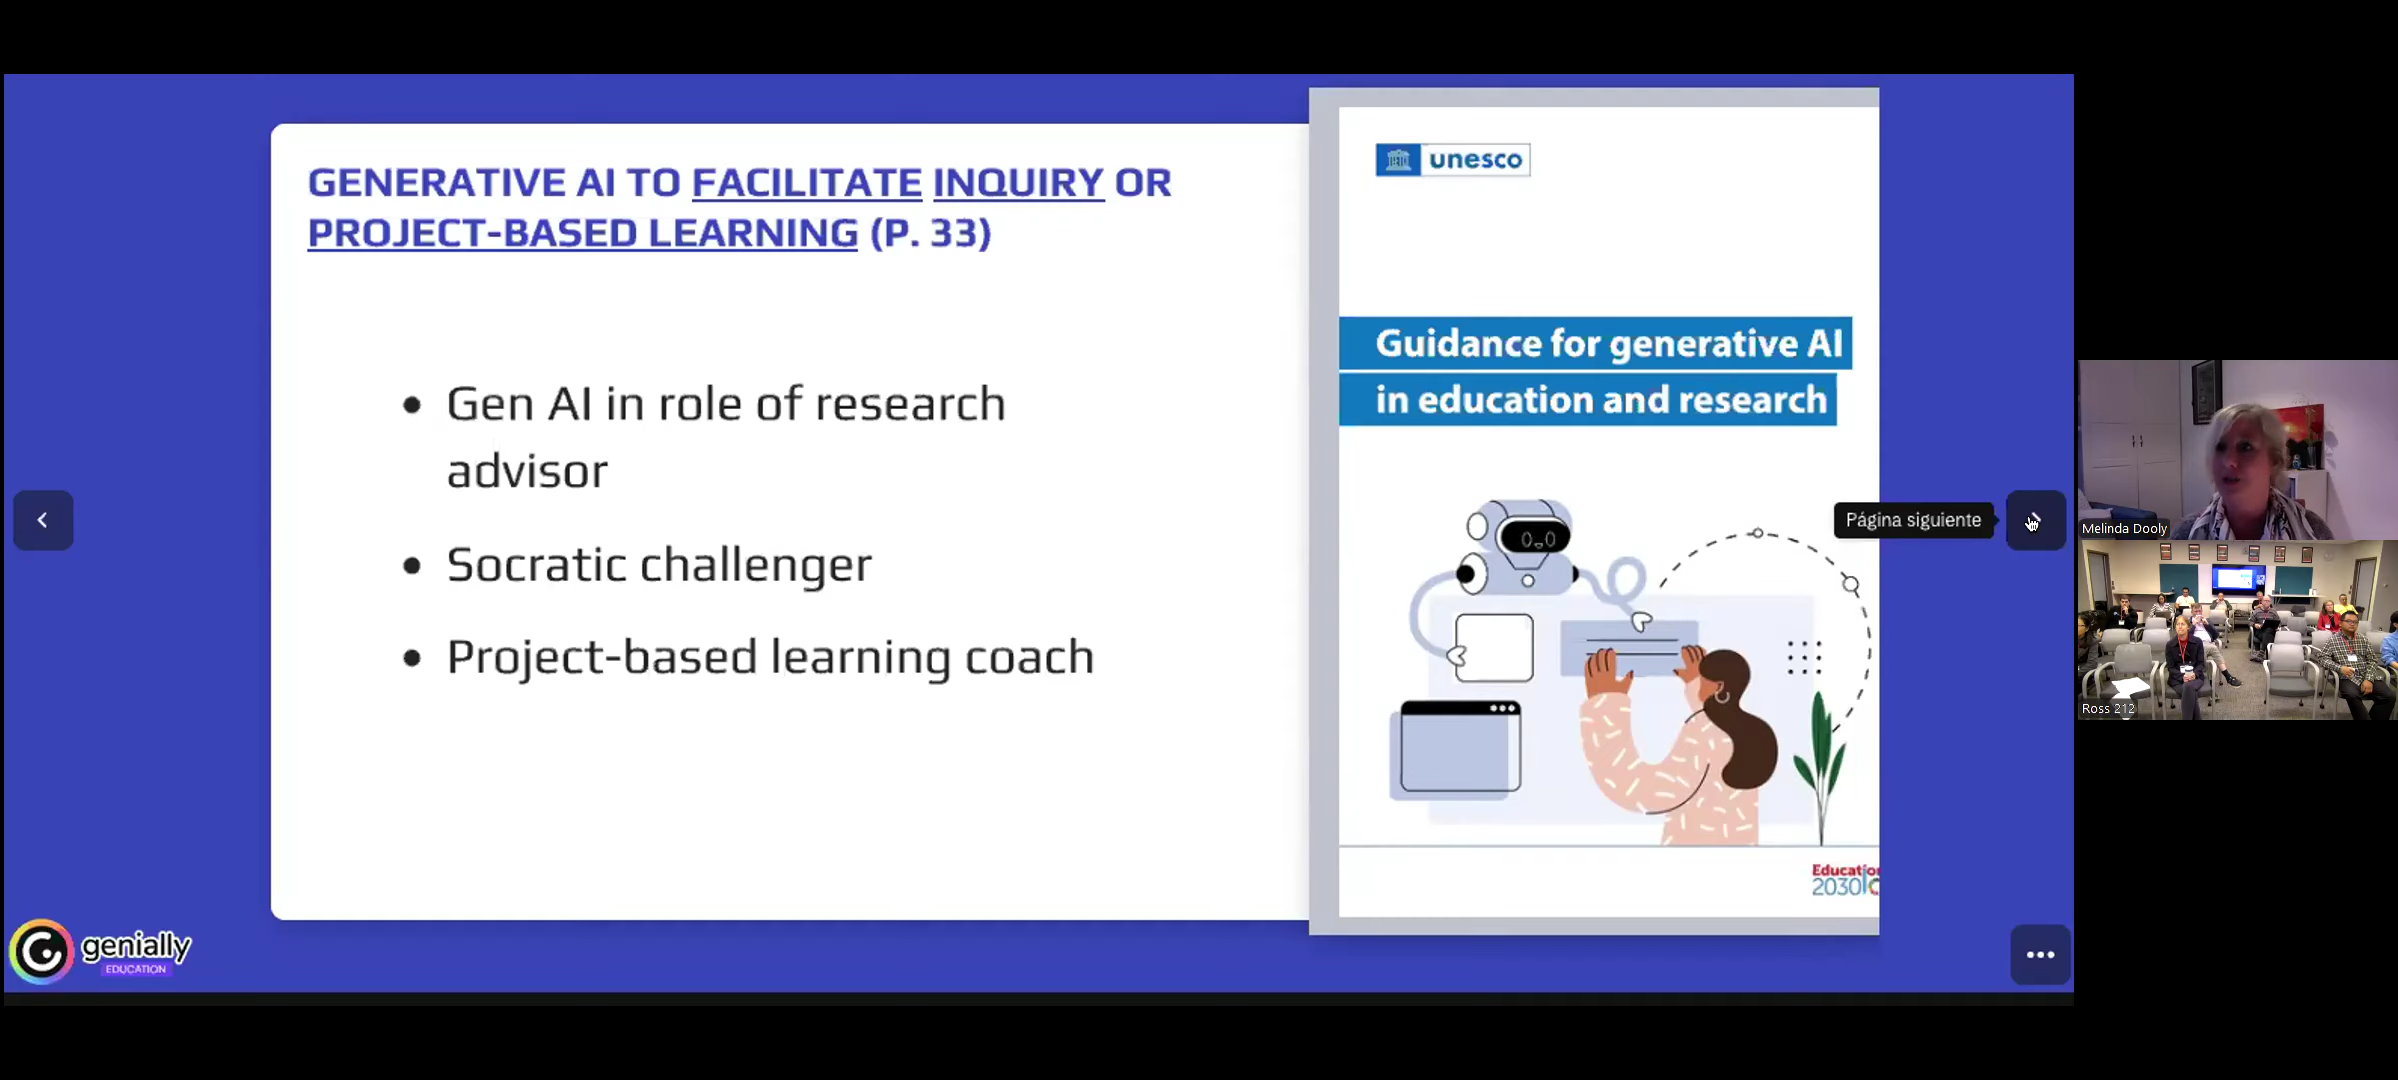 GENERATIVE AI TO FACILITATE INQUIRY OR
PROJECT-BASED LEARNING (P. 33)
• Gen AI in role of research
advisor
• Socratic challenger
• Project-based learning coach
unesco
Guidance for generative AI
in education and research
Página siguiente
2030
genially
EDUCATION
Melinda Dooly
Ross 212